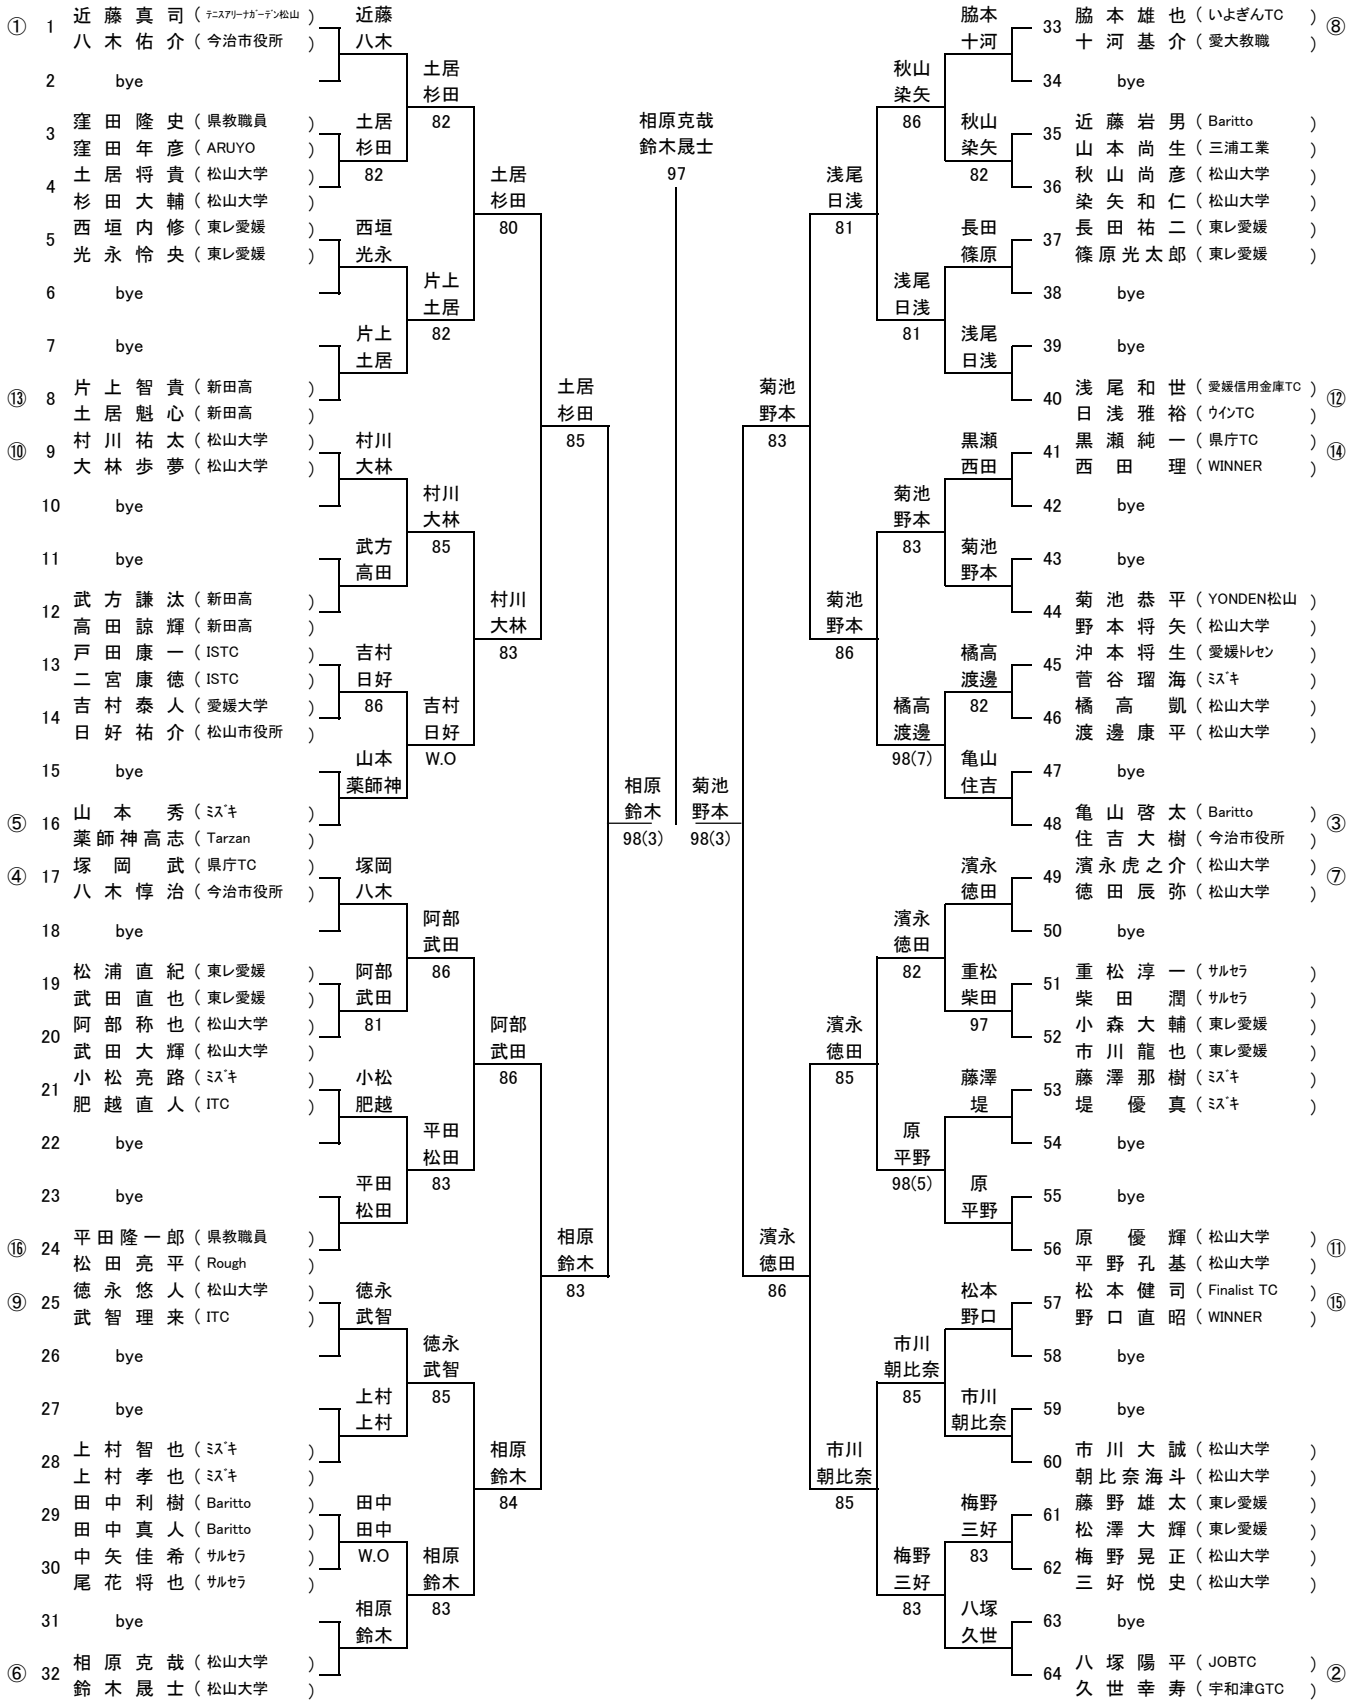 ① 1 近藤真司 ( テニスアリーナガーデン松山 )
八木佑介 ( 今治市役所 )
2 bye
3 窪田隆史 ( 県教職員 )
窪田年彦 ( ARUYO )
4 土居将貴 ( 松山大学 )
杉田大輔 ( 松山大学 )
5 西垣内修 ( 東レ愛媛 )
光永怜央 ( 東レ愛媛 )
6 bye
7 bye
⑬ 8 片上智貴 ( 新田高 )
土居魁心 ( 新田高 )
⑩ 9 村川祐太 ( 松山大学 )
大林歩夢 ( 松山大学 )
10 bye
11 bye
12 武方謙汰 ( 新田高 )
高田諒輝 ( 新田高 )
13 戸田康一 ( ISTC )
二宮康徳 ( ISTC )
14 吉村泰人 ( 愛媛大学 )
日好祐介 ( 松山市役所 )
15 bye
⑤ 16 山本秀 ( ミズキ )
薬師神高志 ( Tarzan )
④ 17 塚岡武 ( 県庁TC )
八木惇治 ( 今治市役所 )
18 bye
19 松浦直紀 ( 東レ愛媛 )
武田直也 ( 東レ愛媛 )
20 阿部称也 ( 松山大学 )
武田大輝 ( 松山大学 )
21 小松亮路 ( ミズキ )
肥越直人 ( ITC )
22 bye
23 bye
⑯ 24 平田隆一郎 ( 県教職員 )
松田亮平 ( Rough )
⑨ 25 徳永悠人 ( 松山大学 )
武智理来 ( ITC )
26 bye
27 bye
28 上村智也 ( ミズキ )
上村孝也 ( ミズキ )
29 田中利樹 ( Baritto )
田中真人 ( Baritto )
30 中矢佳希 ( サルセラ )
尾花将也 ( サルセラ )
31 bye
⑥ 32 相原克哉 ( 松山大学 )
鈴木晟士 ( 松山大学 )
近藤
八木
土居
杉田
82
西垣
光永
片上
土居
村川
大林
武方
高田
吉村
日好
86
山本
薬師神
塚岡
八木
阿部
武田
81
小松
肥越
平田
松田
徳永
武智
上村
上村
田中
田中
W.O
相原
鈴木
土居
杉田
82
片上
土居
82
村川
大林
85
吉村
日好
W.O
阿部
武田
86
平田
松田
83
徳永
武智
85
相原
鈴木
83
土居
杉田
80
村川
大林
83
阿部
武田
86
相原
鈴木
84
土居
杉田
85
相原
鈴木
83
相原
鈴木
98(3)
相原克哉
鈴木晟士
97
菊池
野本
98(3)
菊池
野本
83
濱永
徳田
86
浅尾
日浅
81
菊池
野本
86
濱永
徳田
85
市川
朝比奈
85
秋山
染矢
86
浅尾
日浅
81
菊池
野本
83
橘高
渡邊
98(7)
濱永
徳田
82
原
平野
98(5)
市川
朝比奈
85
梅野
三好
83
脇本
十河
秋山
染矢
82
長田
篠原
浅尾
日浅
黒瀬
西田
菊池
野本
橘高
渡邊
82
亀山
住吉
濱永
徳田
重松
柴田
97
藤澤
堤
原
平野
松本
野口
市川
朝比奈
梅野
三好
83
八塚
久世
33 脇本雄也 ( いよぎんTC ) ⑧
十河基介 ( 愛大教職 )
34 bye
35 近藤岩男 ( Baritto )
山本尚生 ( 三浦工業 )
36 秋山尚彦 ( 松山大学 )
染矢和仁 ( 松山大学 )
37 長田祐二 ( 東レ愛媛 )
篠原光太郎 ( 東レ愛媛 )
38 bye
39 bye
40 浅尾和世 ( 愛媛信用金庫TC ) ⑫
日浅雅裕 ( ウインTC )
41 黒瀬純一 ( 県庁TC ) ⑭
西田理 ( WINNER )
42 bye
43 bye
44 菊池恭平 ( YONDEN松山 )
野本将矢 ( 松山大学 )
45 沖本将生 ( 愛媛トレセン )
菅谷瑠海 ( ミズキ )
46 橘高凱 ( 松山大学 )
渡邊康平 ( 松山大学 )
47 bye
48 亀山啓太 ( Baritto ) ③
住吉大樹 ( 今治市役所 )
49 濱永虎之介 ( 松山大学 ) ⑦
徳田辰弥 ( 松山大学 )
50 bye
51 重松淳一 ( サルセラ )
柴田潤 ( サルセラ )
52 小森大輔 ( 東レ愛媛 )
市川龍也 ( 東レ愛媛 )
53 藤澤那樹 ( ミズキ )
堤優真 ( ミズキ )
54 bye
55 bye
56 原優輝 ( 松山大学 ) ⑪
平野孔基 ( 松山大学 )
57 松本健司 ( Finalist TC ) ⑮
野口直昭 ( WINNER )
58 bye
59 bye
60 市川大誠 ( 松山大学 )
朝比奈海斗 ( 松山大学 )
61 藤野雄太 ( 東レ愛媛 )
松澤大輝 ( 東レ愛媛 )
62 梅野晃正 ( 松山大学 )
三好悦史 ( 松山大学 )
63 bye
64 八塚陽平 ( JOBTC ) ②
久世幸寿 ( 宇和津GTC )